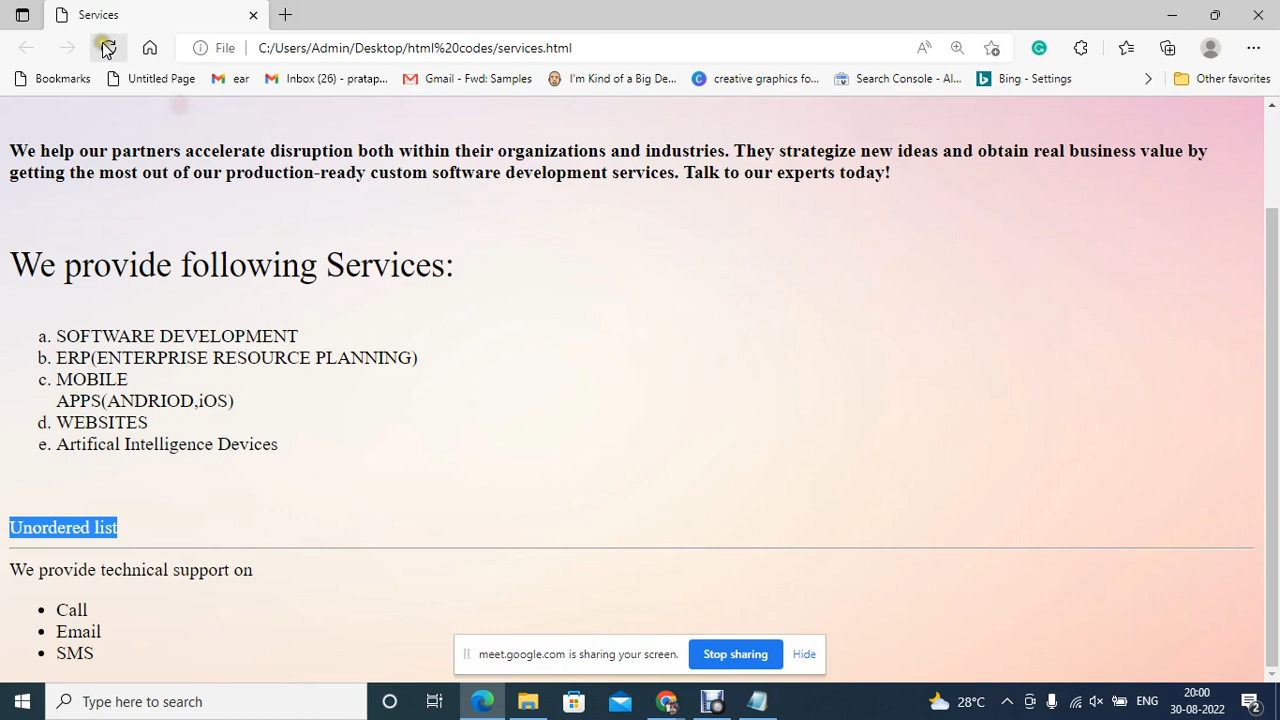 Services
File
C:/Users/Admin/Desktop/html%20codes/services.html
Bookmarks
Untitled Page
ear
Inbox (26) - pratap...
Gmail - Fwd: Samples
I'm Kind of a Big De...
creative graphics fo...
Search Console - Al...
Bing - Settings
Other favorites
We help our partners accelerate disruption both within their organizations and industries. They strategize new ideas and obtain real business value by
getting the most out of our production-ready custom software development services. Talk to our experts today!
We provide following Services:
a. SOFTWARE DEVELOPMENT
b. ERP(ENTERPRISE RESOURCE PLANNING)
c. MOBILE
APPS(ANDRIOD,iOS)
d. WEBSITES
e. Artifical Intelligence Devices
Unordered list
We provide technical support on
• Call
• Email
• SMS
meet.google.com is sharing your screen.
Stop sharing
Hide
Type here to search
28°C
ENG
20:00
30-08-2022
2